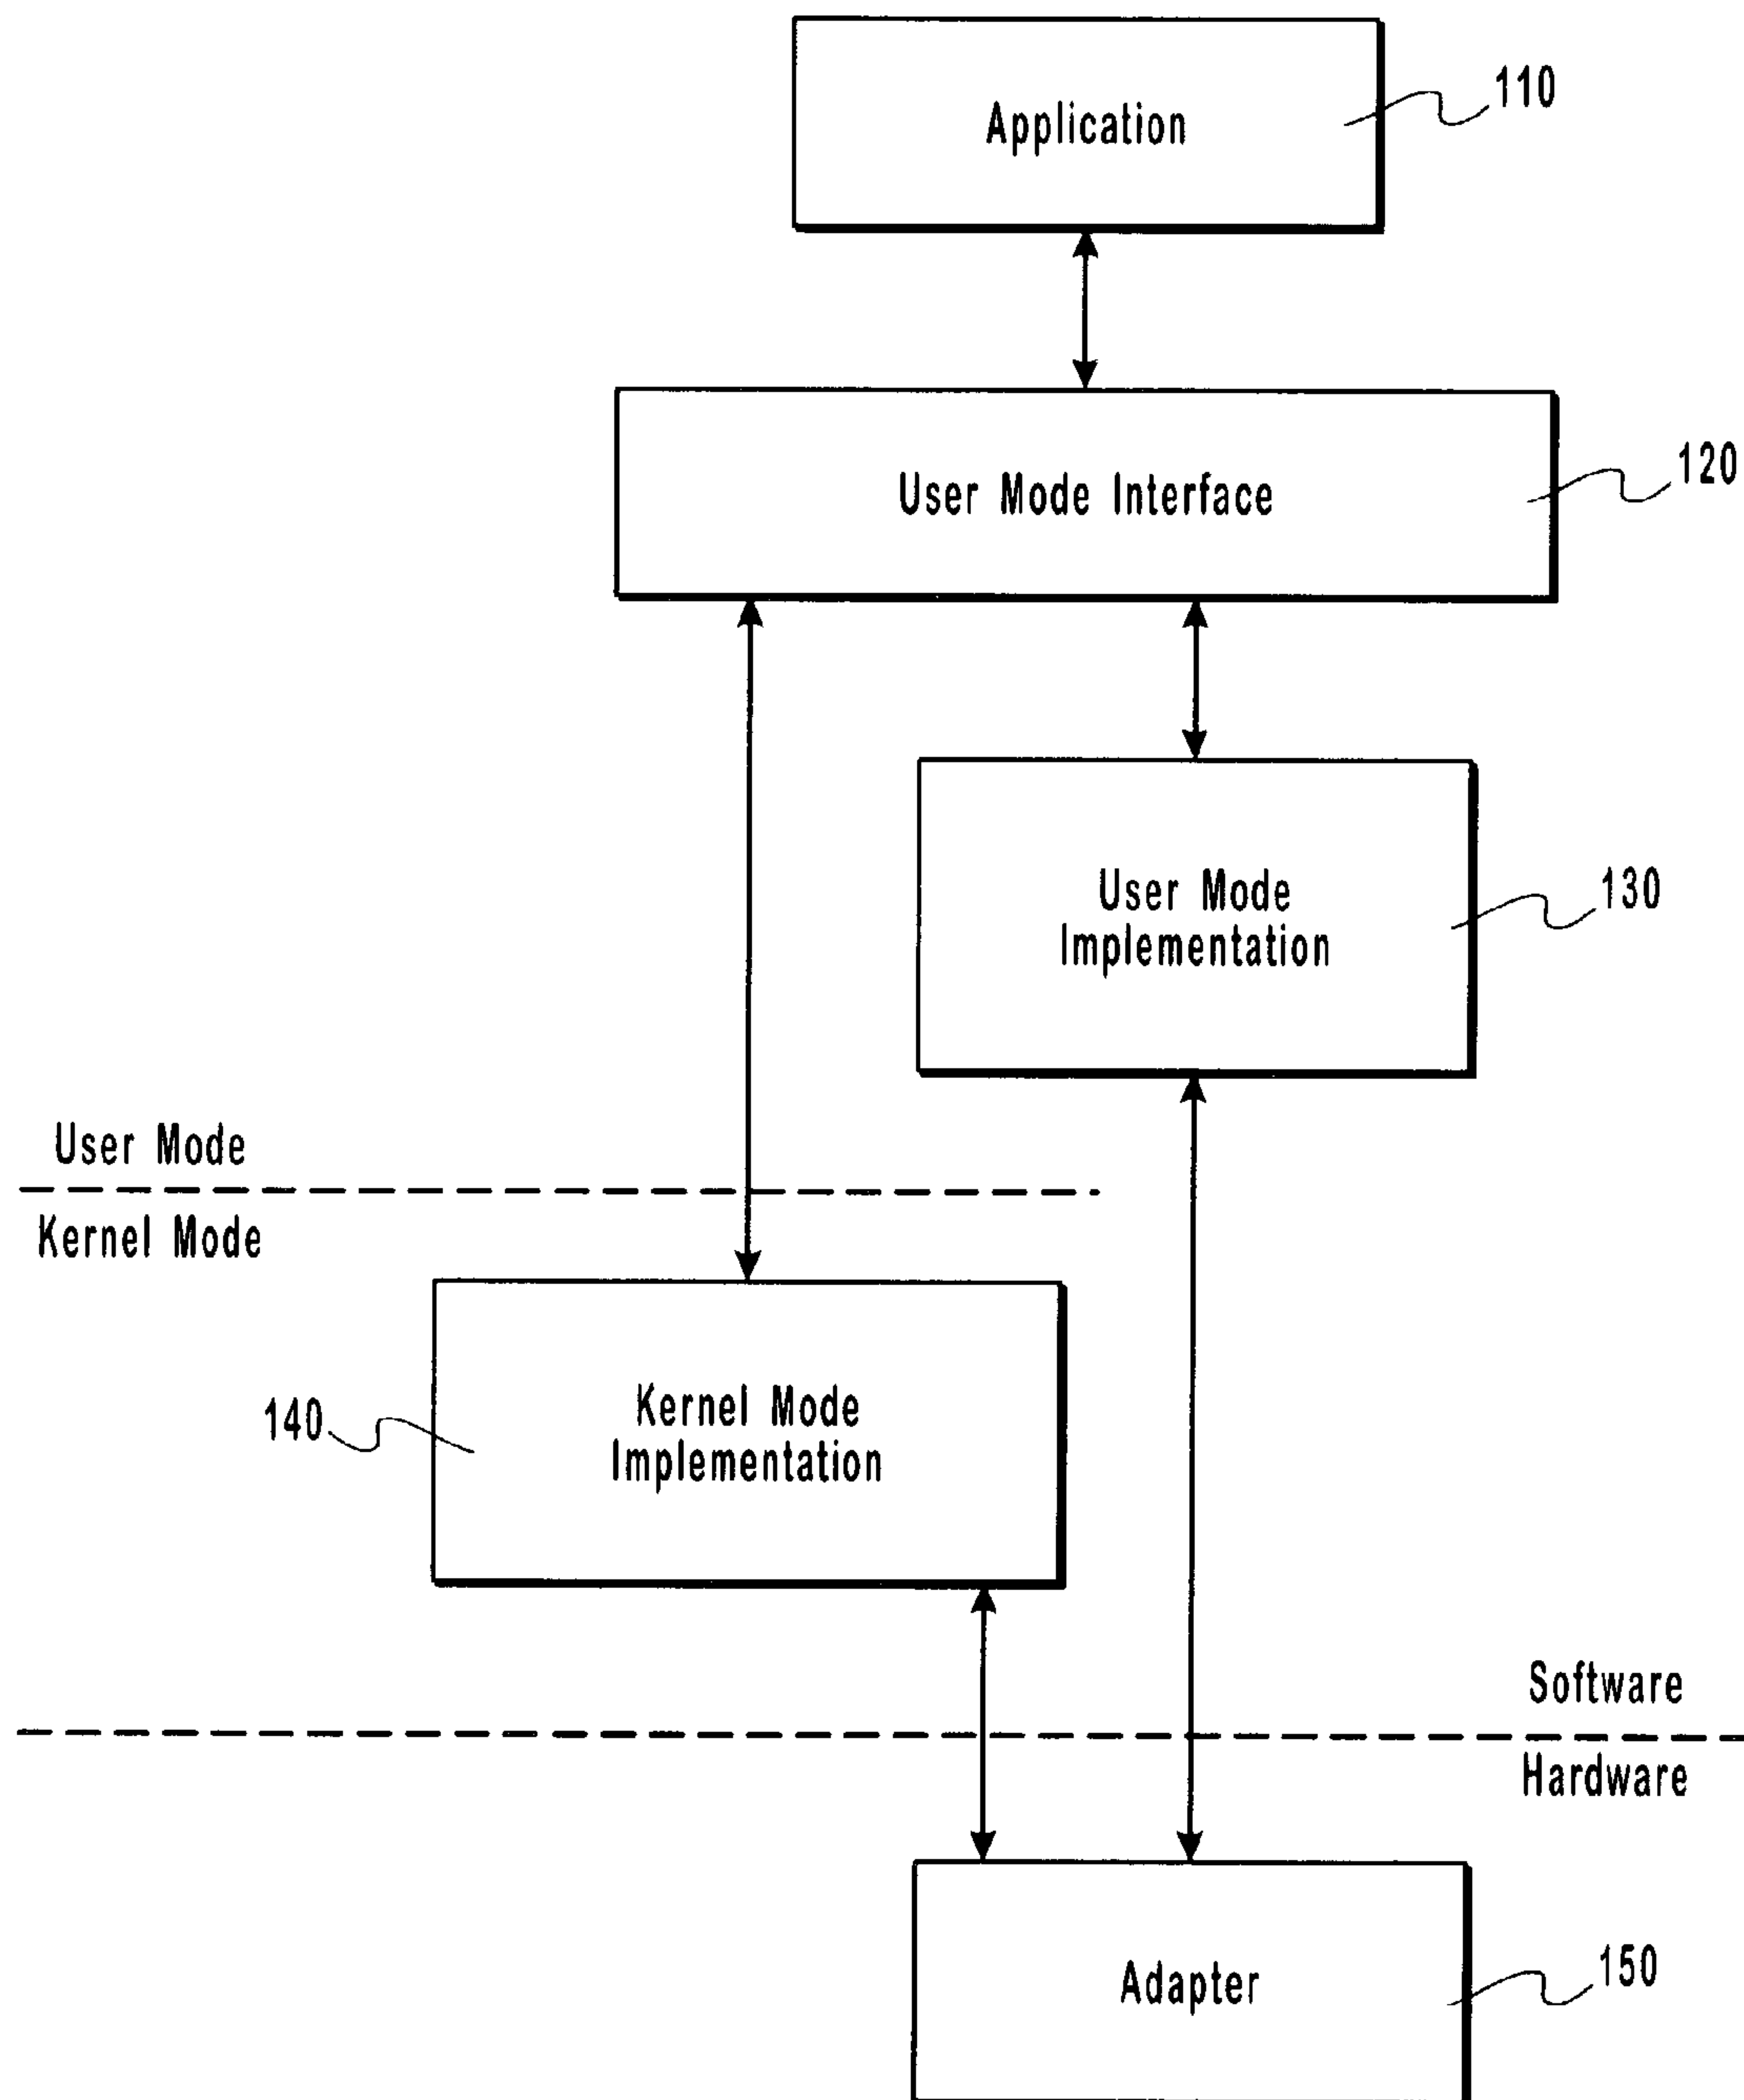 Application
110
User Mode Interface
120
User Mode
Implementation
130
User Mode
Kernel Mode
Kernel Mode
Implementation
140
Software
Hardware
Adapter
150